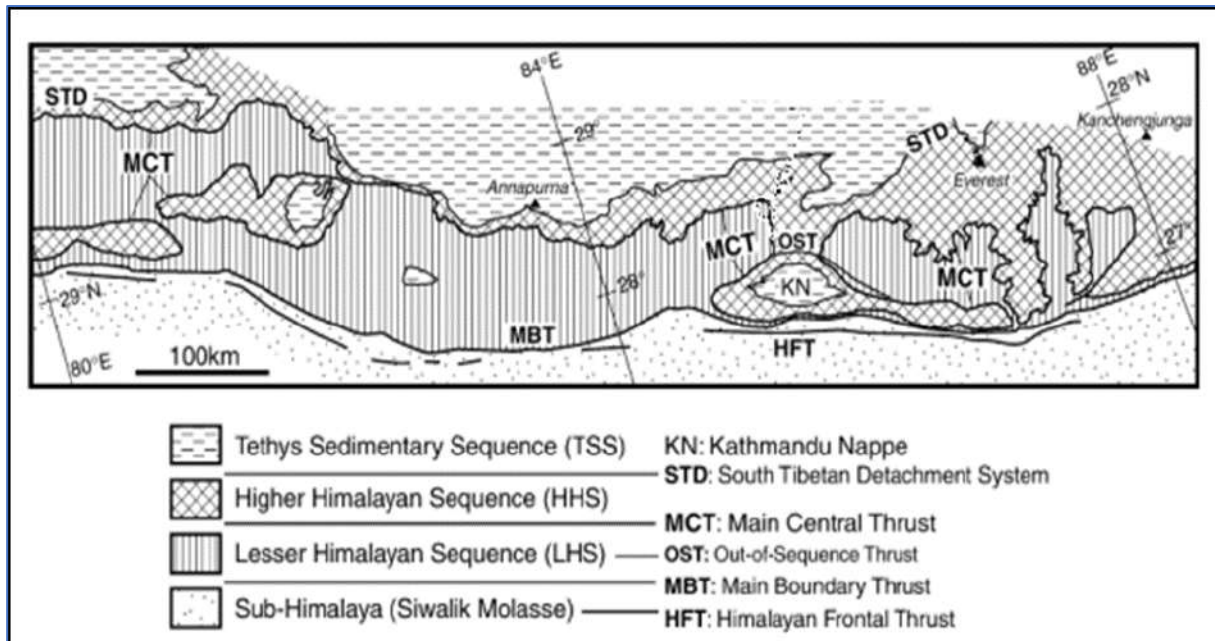 84°E
88°E
28°N
STD
Kanchenjunga
29°
STD
MCT
Annapurna
Everest
27°
MCT
OST
MCT
28°
KN
29°N
MBT
HFT
80°E
100km
Tethys Sedimentary Sequence (TSS)
KN: Kathmandu Nappe
STD: South Tibetan Detachment System
Higher Himalayan Sequence (HHS)
MCT: Main Central Thrust
Lesser Himalayan Sequence (LHS)
OST: Out-of-Sequence Thrust
MBT: Main Boundary Thrust
Sub-Himalaya (Siwalik Molasse)
HFT: Himalayan Frontal Thrust